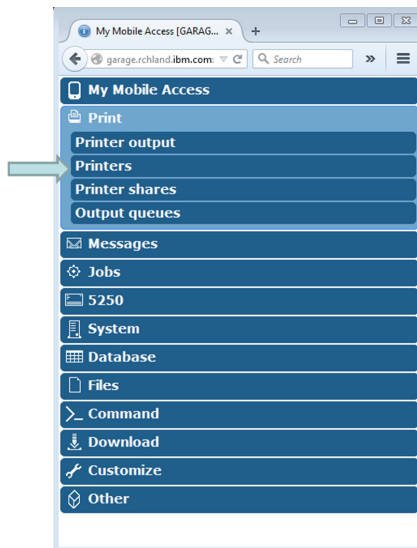 My Mobile Access [GARAG... × +
garage.rchland.ibm.com: Search »
My Mobile Access
Print
Printer output
Printers
Printer shares
Output queues
Messages
Jobs
5250
System
Database
Files
Command
Download
Customize
Other